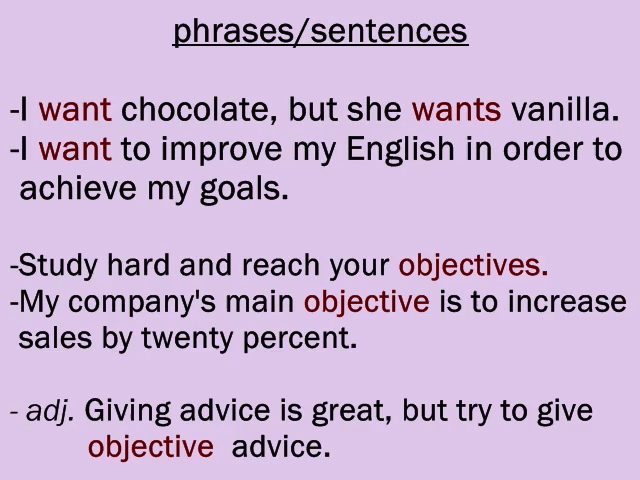 phrases/sentences
-I want chocolate, but she wants vanilla.
-I want to improve my English in order to
achieve my goals.
-Study hard and reach your objectives.
-My company's main objective is to increase
sales by twenty percent.
- adj. Giving advice is great, but try to give
objective advice.